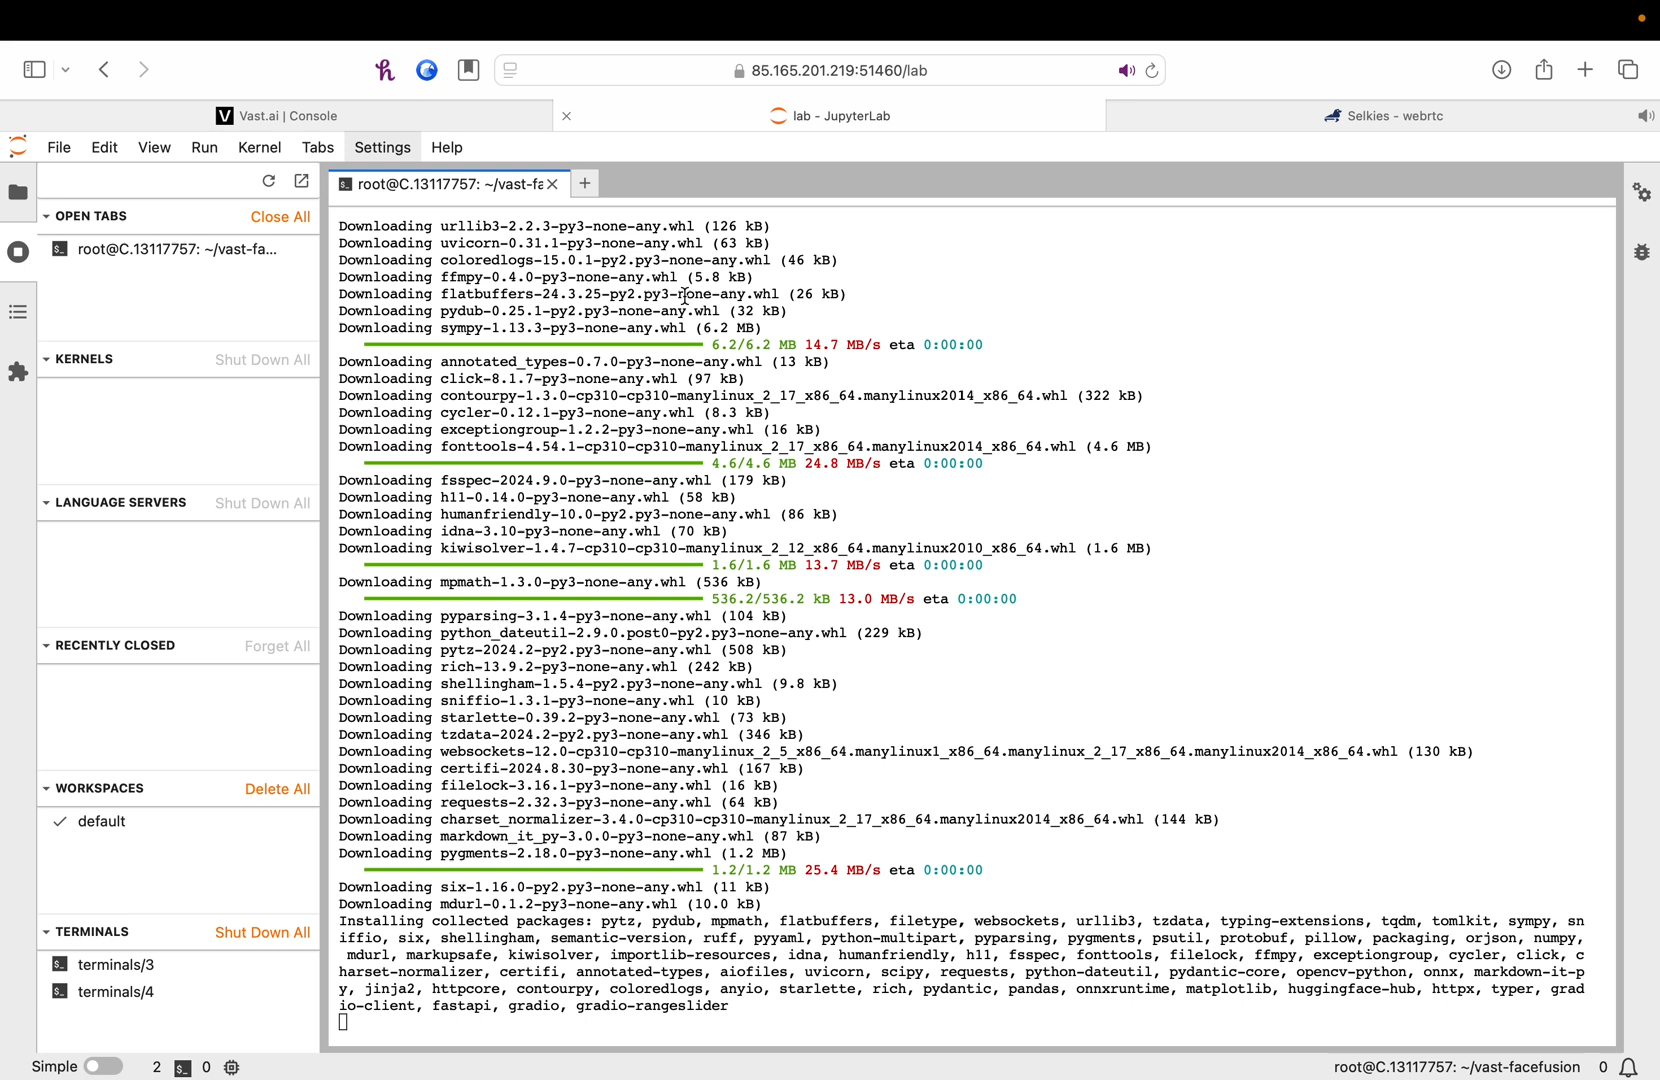 85.165.201.219:51460/lab
Vast.ai | Console
lab - JupyterLab
Selkies - webrtc
File Edit View Run Kernel Tabs Settings Help
root@C.13117757: ~/vast-fa
OPEN TABS Close All
root@C.13117757: ~/vast-fa...
KERNELS Shut Down All
LANGUAGE SERVERS Shut Down All
RECENTLY CLOSED Forget All
WORKSPACES Delete All
default
TERMINALS Shut Down All
terminals/3
terminals/4
Downloading urllib3-2.2.3-py3-none-any.whl (126 kB)
Downloading uvicorn-0.31.1-py3-none-any.whl (63 kB)
Downloading coloredlogs-15.0.1-py2.py3-none-any.whl (46 kB)
Downloading ffmpy-0.4.0-py3-none-any.whl (5.8 kB)
Downloading flatbuffers-24.3.25-py2.py3-none-any.whl (26 kB)
Downloading pydub-0.25.1-py2.py3-none-any.whl (32 kB)
Downloading sympy-1.13.3-py3-none-any.whl (6.2 MB)
6.2/6.2 MB 14.7 MB/s eta 0:00:00
Downloading annotated_types-0.7.0-py3-none-any.whl (13 kB)
Downloading click-8.1.7-py3-none-any.whl (97 kB)
Downloading contourpy-1.3.0-cp310-cp310-manylinux_2_17_x86_64.manylinux2014_x86_64.whl (322 kB)
Downloading cycler-0.12.1-py3-none-any.whl (8.3 kB)
Downloading exceptiongroup-1.2.2-py3-none-any.whl (16 kB)
Downloading fonttools-4.54.1-cp310-cp310-manylinux_2_17_x86_64.manylinux2014_x86_64.whl (4.6 MB)
4.6/4.6 MB 24.8 MB/s eta 0:00:00
Downloading fsspec-2024.9.0-py3-none-any.whl (179 kB)
Downloading h11-0.14.0-py3-none-any.whl (58 kB)
Downloading humanfriendly-10.0-py2.py3-none-any.whl (86 kB)
Downloading idna-3.10-py3-none-any.whl (70 kB)
Downloading kiwisolver-1.4.7-cp310-cp310-manylinux_2_12_x86_64.manylinux2010_x86_64.whl (1.6 MB)
1.6/1.6 MB 13.7 MB/s eta 0:00:00
Downloading mpmath-1.3.0-py3-none-any.whl (536 kB)
536.2/536.2 kB 13.0 MB/s eta 0:00:00
Downloading pyparsing-3.1.4-py3-none-any.whl (104 kB)
Downloading python_dateutil-2.9.0.post0-py2.py3-none-any.whl (229 kB)
Downloading pytz-2024.2-py2.py3-none-any.whl (508 kB)
Downloading rich-13.9.2-py3-none-any.whl (242 kB)
Downloading shellingham-1.5.4-py2.py3-none-any.whl (9.8 kB)
Downloading sniffio-1.3.1-py3-none-any.whl (10 kB)
Downloading starlette-0.39.2-py3-none-any.whl (73 kB)
Downloading tzdata-2024.2-py2.py3-none-any.whl (346 kB)
Downloading websockets-12.0-cp310-cp310-manylinux_2_5_x86_64.manylinux1_x86_64.manylinux_2_17_x86_64.manylinux2014_x86_64.whl (130 kB)
Downloading certifi-2024.8.30-py3-none-any.whl (167 kB)
Downloading filelock-3.16.1-py3-none-any.whl (16 kB)
Downloading requests-2.32.3-py3-none-any.whl (64 kB)
Downloading charset_normalizer-3.4.0-cp310-cp310-manylinux_2_17_x86_64.manylinux2014_x86_64.whl (144 kB)
Downloading markdown_it_py-3.0.0-py3-none-any.whl (87 kB)
Downloading pygments-2.18.0-py3-none-any.whl (1.2 MB)
1.2/1.2 MB 25.4 MB/s eta 0:00:00
Downloading six-1.16.0-py2.py3-none-any.whl (11 kB)
Downloading mdurl-0.1.2-py3-none-any.whl (10.0 kB)
Installing collected packages: pytz, pydub, mpmath, flatbuffers, filetype, websockets, urllib3, tzdata, typing-extensions, tqdm, tomlkit, sympy, sn
iffio, six, shellingham, semantic-version, ruff, pyyaml, python-multipart, pyparsing, pygments, psutil, protobuf, pillow, packaging, orjson, numpy,
mdurl, markupsafe, kiwisolver, importlib-resources, idna, humanfriendly, h11, fsspec, fonttools, filelock, ffmpy, exceptiongroup, cycler, click, c
harset-normalizer, certifi, annotated-types, aiofiles, uvicorn, scipy, requests, python-dateutil, pydantic-core, opencv-python, onnx, markdown-it-p
y, jinja2, httpcore, contourpy, coloredlogs, anyio, starlette, rich, pydantic, pandas, onnxruntime, matplotlib, huggingface-hub, httpx, typer, grad
io-client, fastapi, gradio, gradio-rangeslider
Simple 2 0 root@C.13117757: ~/vast-facefusion 0